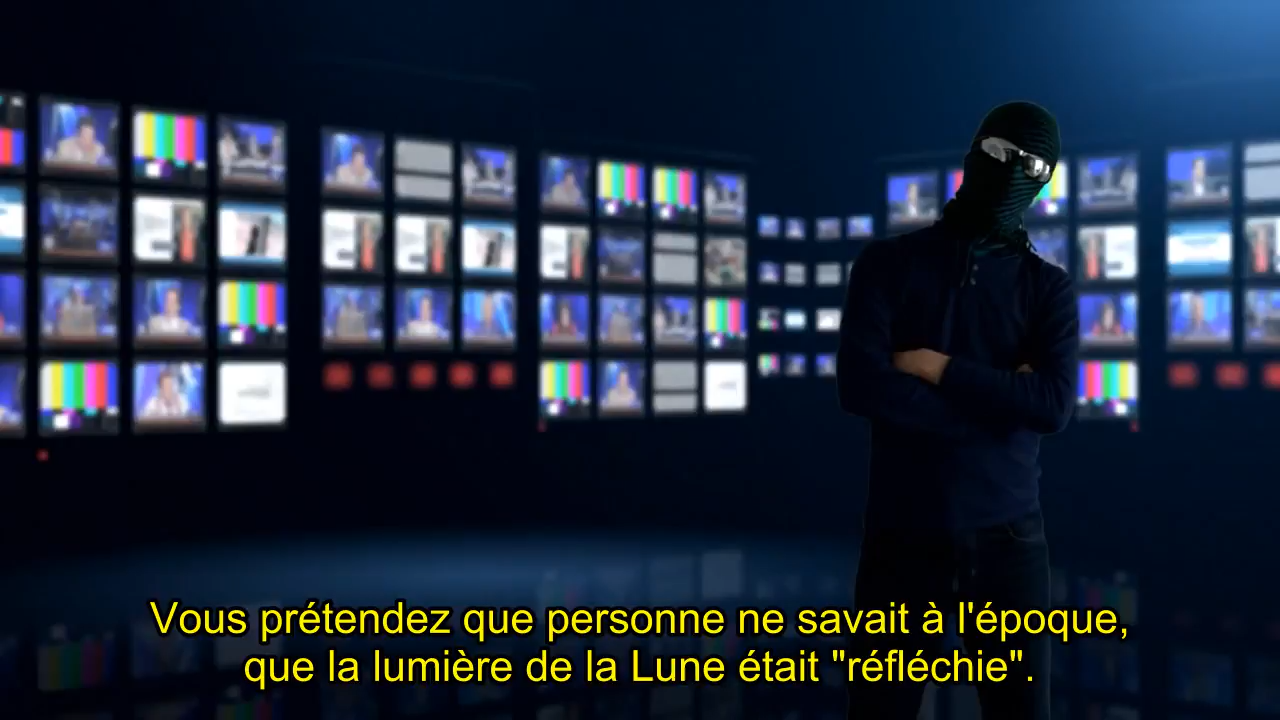 Vous prétendez que personne ne savait à l'époque,
que la lumière de la Lune était "réfléchie".